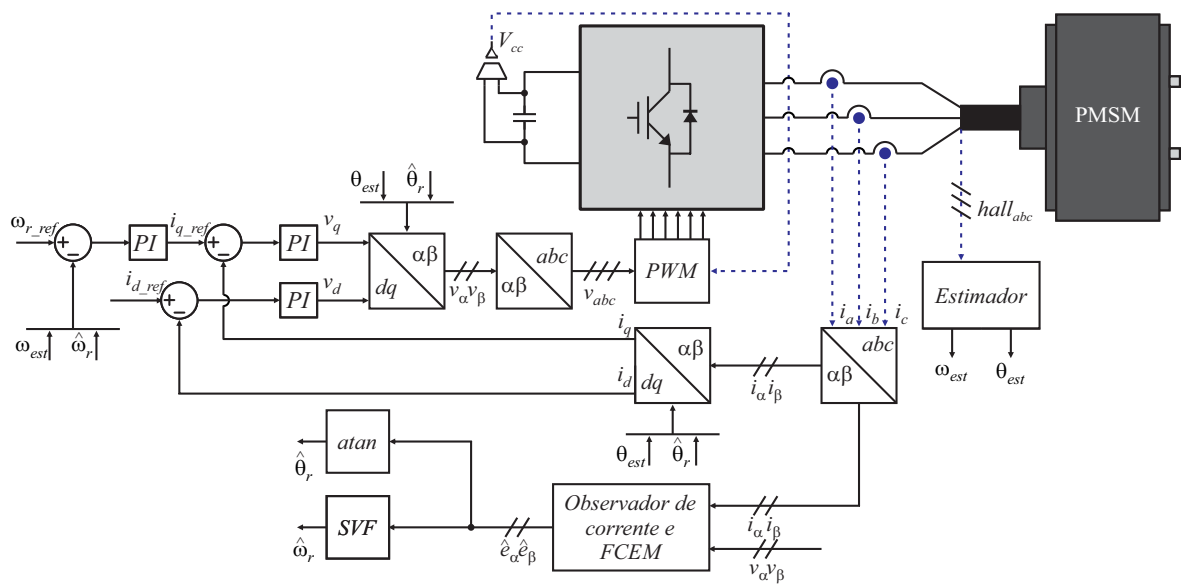 V_cc
PMSM
hall_abc
θ_est
θ̂_r
ω_r_ref
+
−
PI
i_q_ref
+
−
PI
v_q
αβ
dq
v_α v_β
abc
αβ
v_abc
PWM
i_d_ref
+
−
PI
v_d
ω_est
ω̂_r
i_a
i_b
i_c
Estimador
ω_est
θ_est
i_q
i_d
αβ
dq
i_α i_β
abc
αβ
θ_est
θ̂_r
atan
θ̂_r
SVF
ω̂_r
ê_α ê_β
Observador de
corrente e
FCEM
i_α i_β
v_α v_β